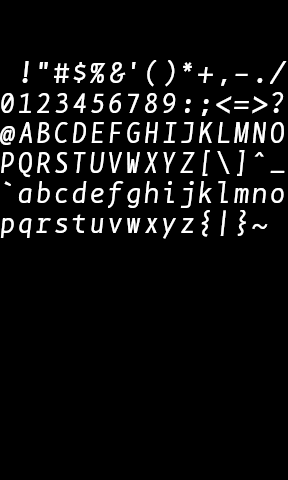 !"#$%&'()*+,-./
0123456789:;<=>?
@ABCDEFGHIJKLMNO
PQRSTUVWXYZ[\]^_
`abcdefghijklmno
pqrstuvwxyz{|}~